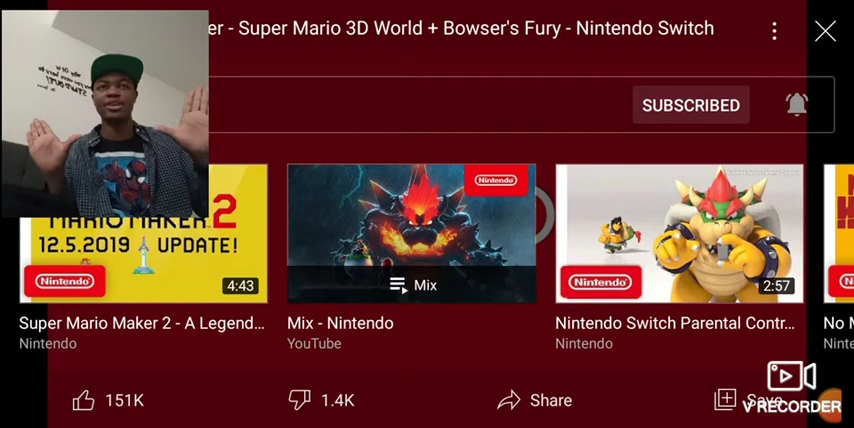 er - Super Mario 3D World + Bowser's Fury - Nintendo Switch
SUBSCRIBED
Nintendo
MARIO MAKER 2
12.5.2019 UPDATE!
Nintendo
4:43
Mix
Nintendo
2:57
Super Mario Maker 2 - A Legend...
Mix - Nintendo
Nintendo Switch Parental Contr...
No
Nintendo
YouTube
Nintendo
Ninte
151K
1.4K
Share
Save
V RECORDER